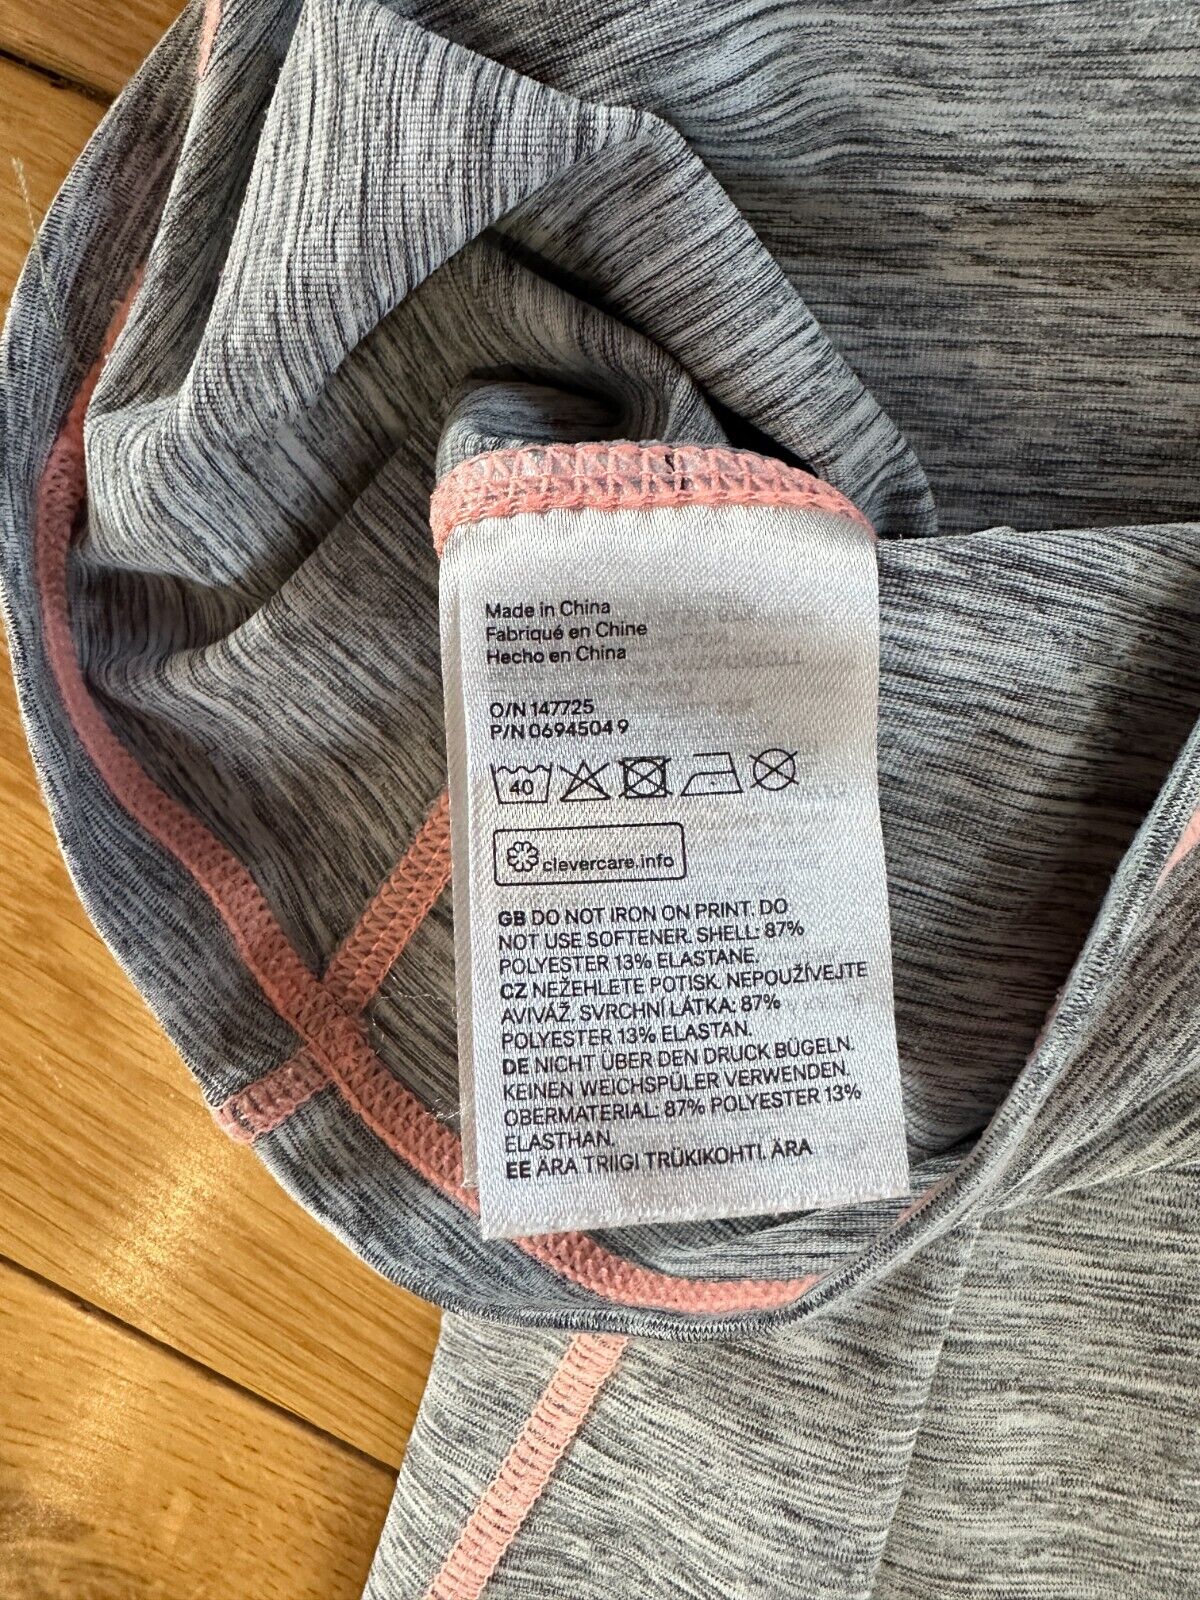 Made in China
Fabriqué en Chine
Hecho en China
O/N 147725
P/N 0694504 9
40
clevercare.info
GB DO NOT IRON ON PRINT. DO
NOT USE SOFTENER. SHELL: 87%
POLYESTER 13% ELASTANE.
CZ NEŽEHLETE POTISK. NEPOUŽÍVEJTE
AVIVÁŽ. SVRCHNÍ LÁTKA: 87%
POLYESTER 13% ELASTAN.
DE NICHT ÜBER DEN DRUCK BÜGELN.
KEINEN WEICHSPÜLER VERWENDEN.
OBERMATERIAL: 87% POLYESTER 13%
ELASTHAN.
EE ÄRA TRIIGI TRÜKIKOHTI. ÄRA